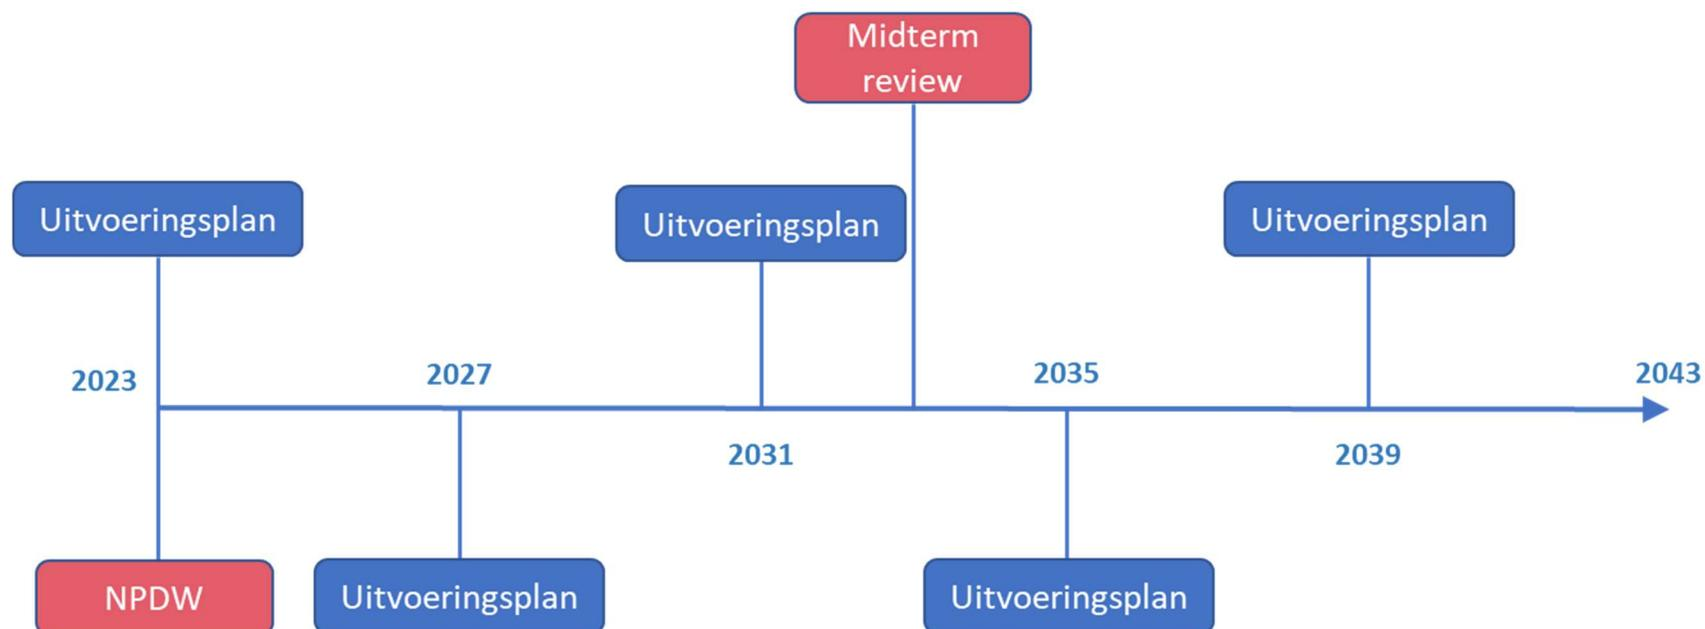 Midterm
review
Uitvoeringsplan
Uitvoeringsplan
Uitvoeringsplan
2023
2027
2035
2043
2031
2039
NPDW
Uitvoeringsplan
Uitvoeringsplan